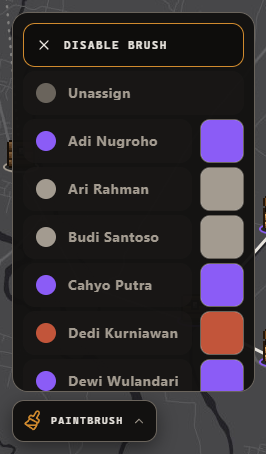 DISABLE BRUSH
Unassign
Adi Nugroho
Ari Rahman
Budi Santoso
Cahyo Putra
Dedi Kurniawan
Dewi Wulandari
PAINTBRUSH